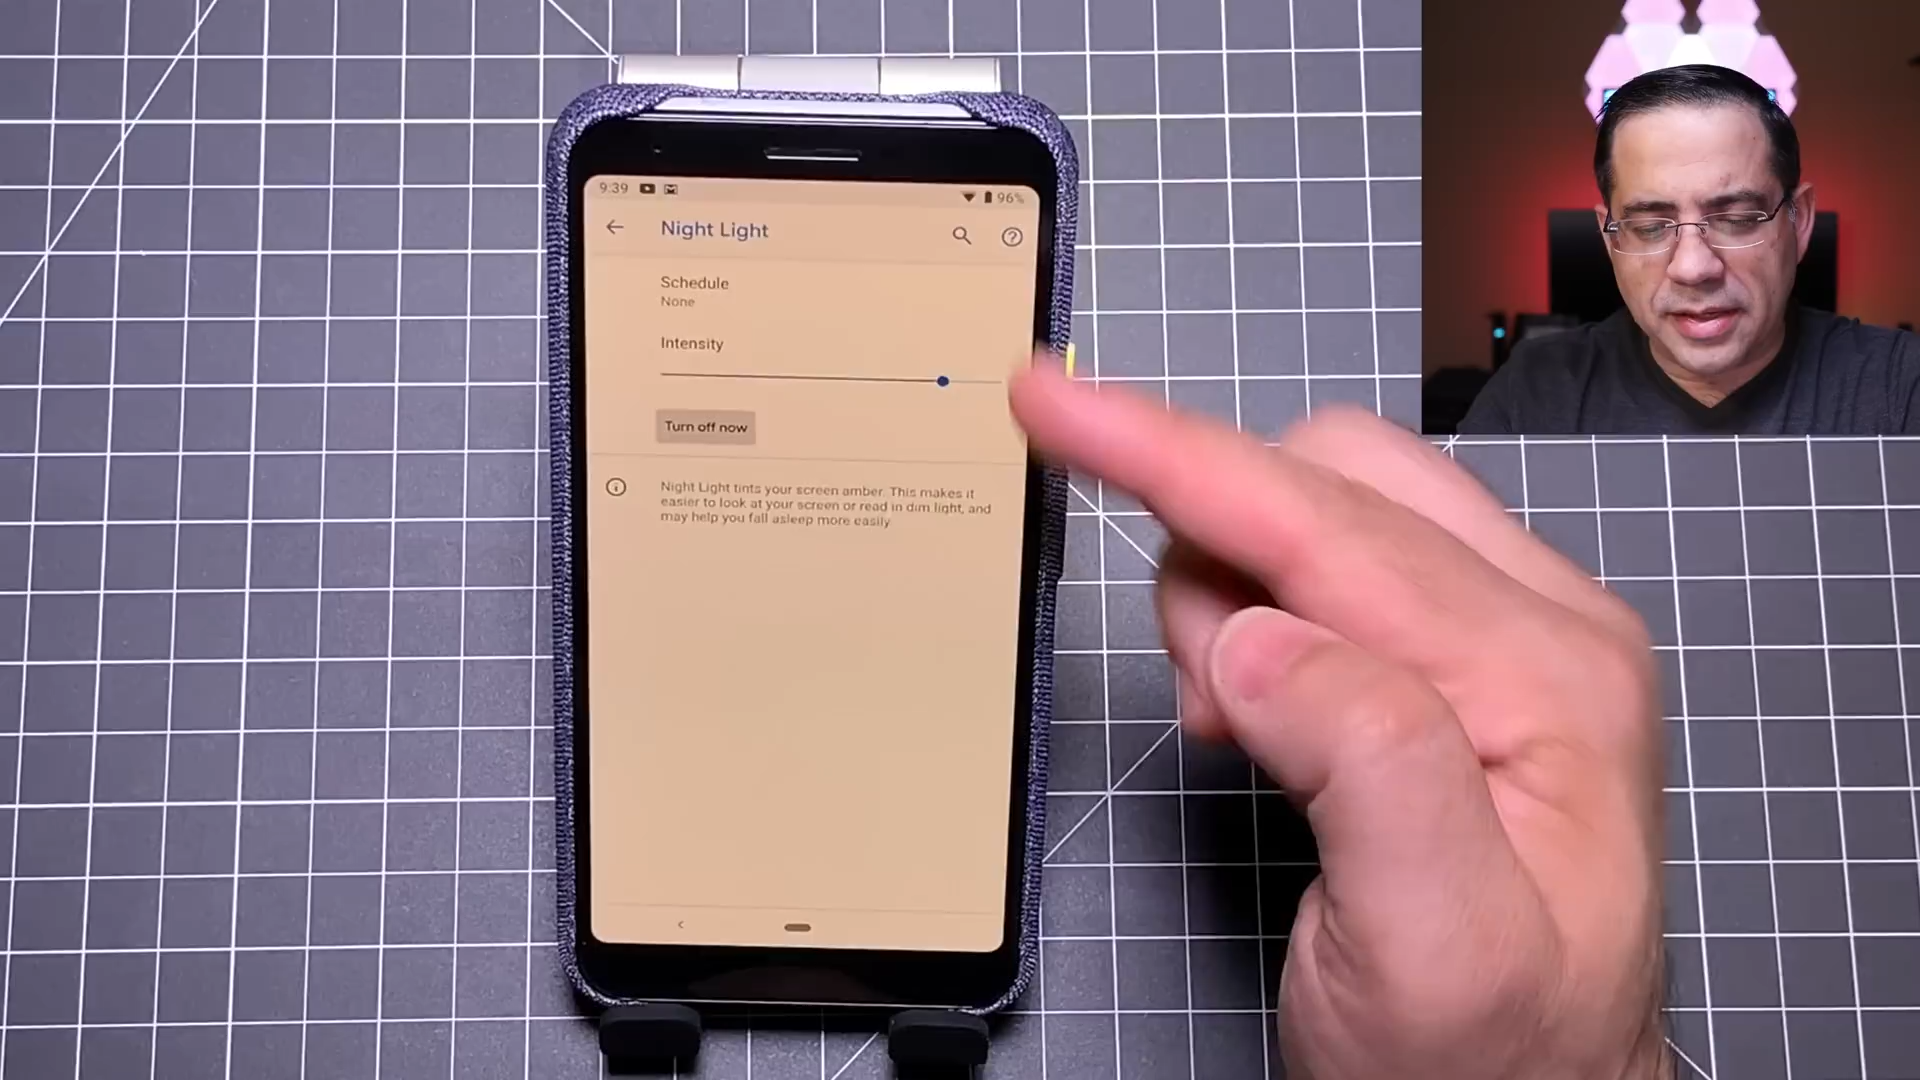 9:39
96%
Night Light
Schedule
None
Intensity
Turn off now
Night Light tints your screen amber. This makes it
easier to look at your screen or read in dim light, and
may help you fall asleep more easily